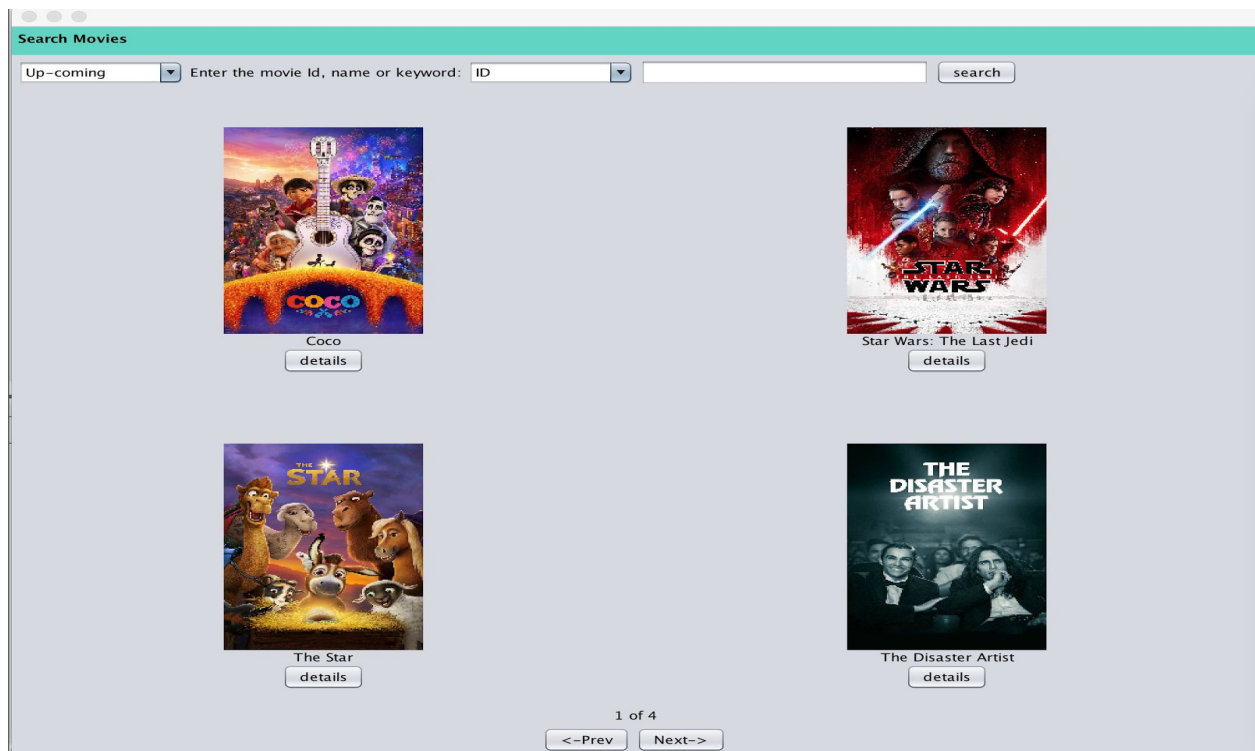 Search Movies
Up-coming Enter the movie Id, name or keyword: ID search
COCO
STAR
WARS
Coco Star Wars: The Last Jedi
details details
THE
STAR
THE
DISASTER
ARTIST
The Star The Disaster Artist
details details
1 of 4
<-Prev Next->